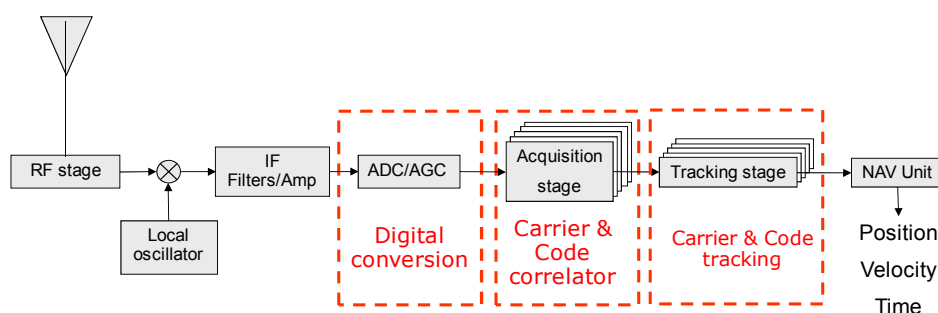 RF stage
Local
oscillator
IF
Filters/Amp
ADC/AGC
Digital
conversion
Acquisition
stage
Carrier &
Code
correlator
Tracking stage
Carrier & Code
tracking
NAV Unit
Position
Velocity
Time